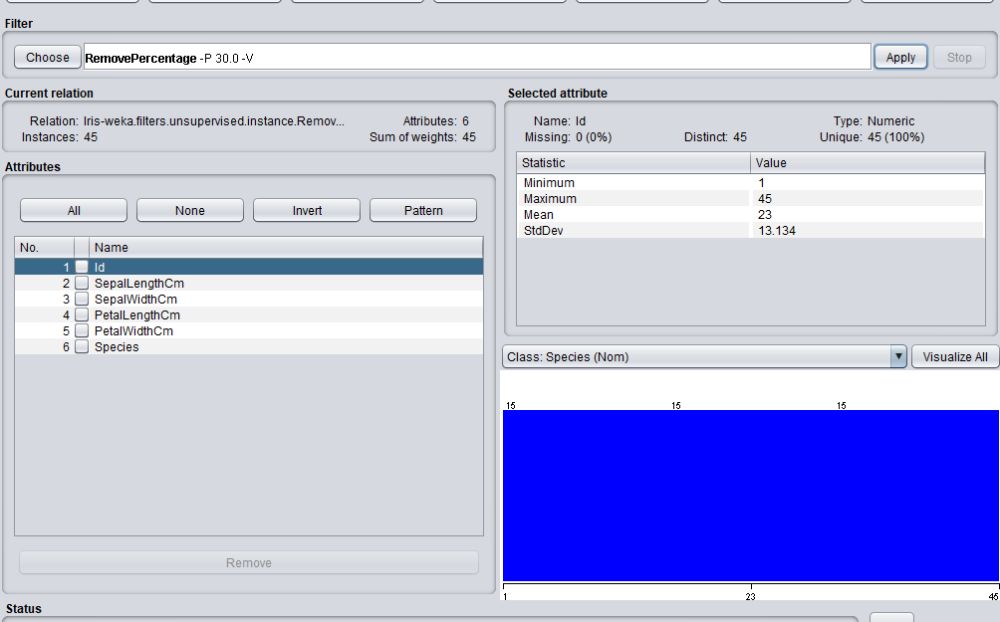 Filter
Choose RemovePercentage -P 30.0 -V Apply Stop
Current relation
Relation: Iris-weka.filters.unsupervised.instance.Remov... Attributes: 6
Instances: 45 Sum of weights: 45
Attributes
All None Invert Pattern
No. Name
1 Id
2 SepalLengthCm
3 SepalWidthCm
4 PetalLengthCm
5 PetalWidthCm
6 Species
Remove
Selected attribute
Name: Id Type: Numeric
Missing: 0 (0%) Distinct: 45 Unique: 45 (100%)
Statistic Value
Minimum 1
Maximum 45
Mean 23
StdDev 13.134
Class: Species (Nom) Visualize All
15 15 15
1 23 45
Status